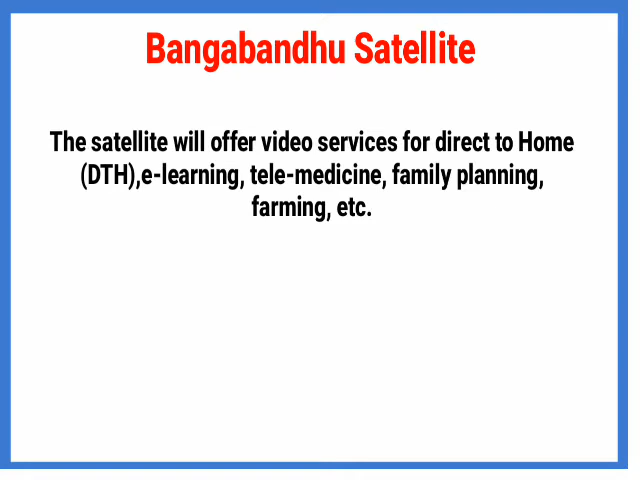 Bangabandhu Satellite
The satellite will offer video services for direct to Home
(DTH),e-learning, tele-medicine, family planning,
farming, etc.